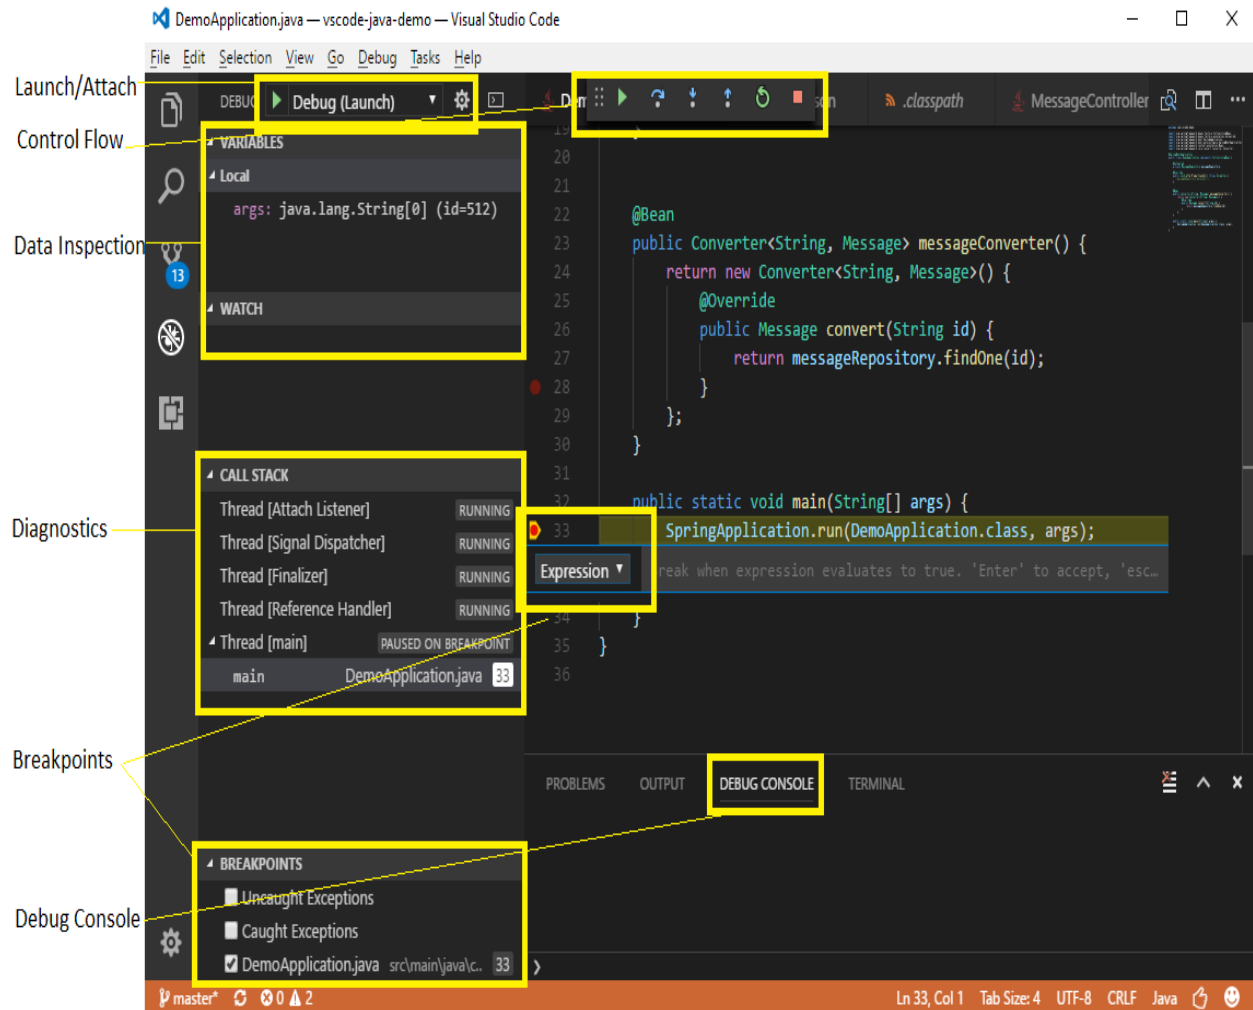 DemoApplication.java — vscode-java-demo — Visual Studio Code
File Edit Selection View Go Debug Tasks Help
Launch/Attach
Control Flow
Data Inspection
Diagnostics
Breakpoints
Debug Console
DEBUG Debug (Launch)
VARIABLES
Local
args: java.lang.String[0] (id=512)
13
WATCH
CALL STACK
Thread [Attach Listener] RUNNING
Thread [Signal Dispatcher] RUNNING
Thread [Finalizer] RUNNING
Thread [Reference Handler] RUNNING
Thread [main] PAUSED ON BREAKPOINT
main DemoApplication.java 33
BREAKPOINTS
Uncaught Exceptions
Caught Exceptions
DemoApplication.java src\main\java\c.. 33
.classpath MessageController
19 }
20
21
22 @Bean
23 public Converter<String, Message> messageConverter() {
24 return new Converter<String, Message>() {
25 @Override
26 public Message convert(String id) {
27 return messageRepository.findOne(id);
28 }
29 };
30 }
31
32 public static void main(String[] args) {
33 SpringApplication.run(DemoApplication.class, args);
Expression reak when expression evaluates to true. 'Enter' to accept, 'esc…
34 }
35 }
36
PROBLEMS OUTPUT DEBUG CONSOLE TERMINAL
master* 0 2 Ln 33, Col 1 Tab Size: 4 UTF-8 CRLF Java